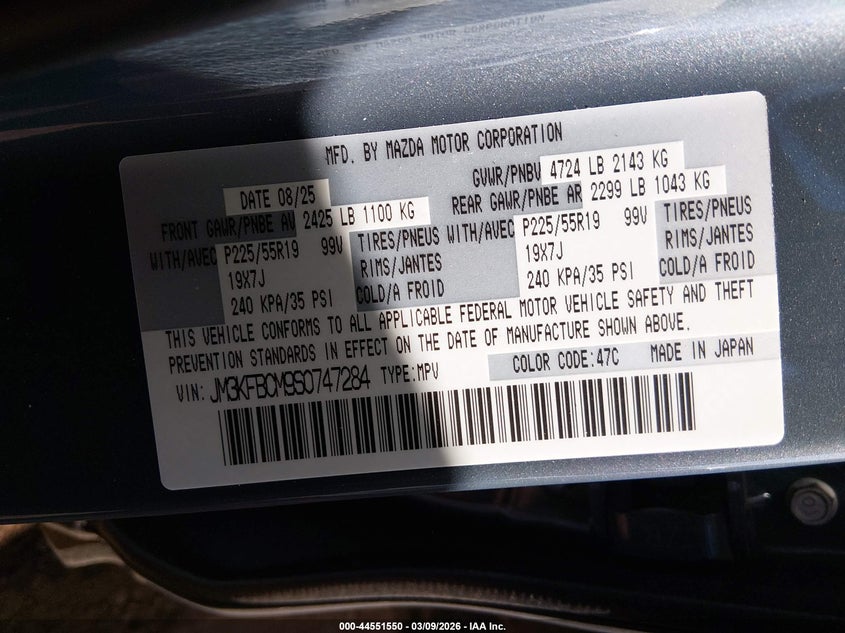 MFD. BY MAZDA MOTOR CORPORATION
DATE 08/25 GVWR/PNBV 4724 LB 2143 KG
FRONT GAWR/PNBE AV 2425 LB 1100 KG REAR GAWR/PNBE AR 2299 LB 1043 KG
WITH/AVEC P225/55R19 99V TIRES/PNEUS WITH/AVEC P225/55R19 99V TIRES/PNEUS
19X7J RIMS/JANTES 19X7J RIMS/JANTES
240 KPA/35 PSI COLD/A FROID 240 KPA/35 PSI COLD/A FROID
THIS VEHICLE CONFORMS TO ALL APPLICABLE FEDERAL MOTOR VEHICLE SAFETY AND THEFT
PREVENTION STANDARDS IN EFFECT ON THE DATE OF MANUFACTURE SHOWN ABOVE.
COLOR CODE:47C MADE IN JAPAN
VIN: JM3KFBCM9S0747284 TYPE:MPV
000-44551550 - 03/09/2026 - IAA Inc.